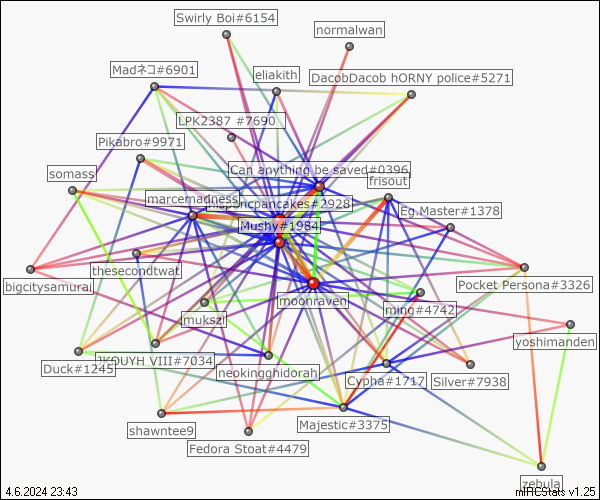 Swirly Boi#6154
normalwan
Madネコ#6901
eliakith
DacobDacob hORNY police#5271
LPK2387 #7690
Pikabro#9971
somass
Can anything be saved#0396
frisout
marcemadness
pancakes#2928
Eg.Master#1378
Mushy#1984
thesecondtwat
bigcitysamurai
Pocket Persona#3326
moonraven
mukszi
ming#4742
yoshimanden
JKOUYH VIII#7034
Duck#1245
neokingghidorah
Cypha#1717
Silver#7938
Majestic#3375
shawntee9
Fedora Stoat#4479
zebula
4.6.2024 23:43
mIRCStats v1.25